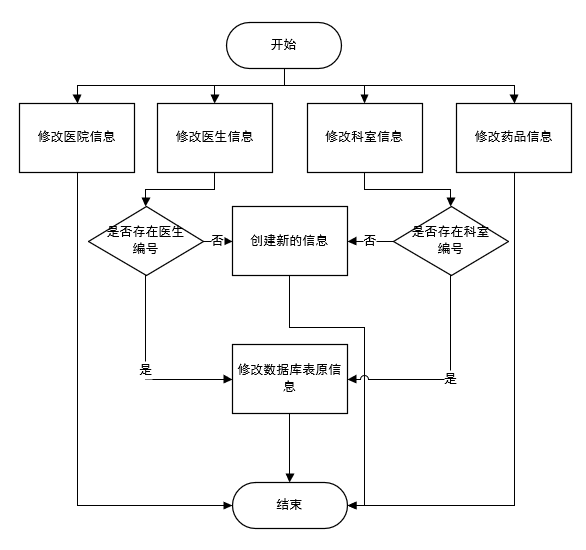 开始
修改医院信息
修改医生信息
修改科室信息
修改药品信息
是否存在医生
编号
否
创建新的信息
否
是否存在科室
编号
是
修改数据库表原信
息
是
结束